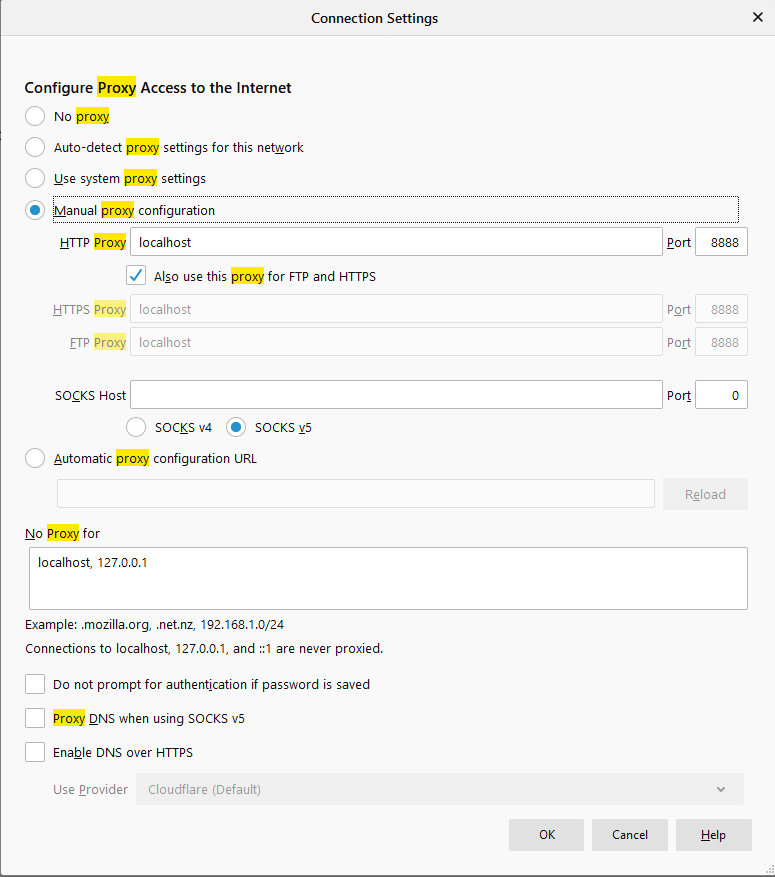 Connection Settings
Configure Proxy Access to the Internet
No proxy
Auto-detect proxy settings for this network
Use system proxy settings
Manual proxy configuration
HTTP Proxy localhost Port 8888
Also use this proxy for FTP and HTTPS
HTTPS Proxy localhost Port 8888
FTP Proxy localhost Port 8888
SOCKS Host Port 0
SOCKS v4 SOCKS v5
Automatic proxy configuration URL
Reload
No Proxy for
localhost, 127.0.0.1
Example: .mozilla.org, .net.nz, 192.168.1.0/24
Connections to localhost, 127.0.0.1, and ::1 are never proxied.
Do not prompt for authentication if password is saved
Proxy DNS when using SOCKS v5
Enable DNS over HTTPS
Use Provider Cloudflare (Default)
OK Cancel Help